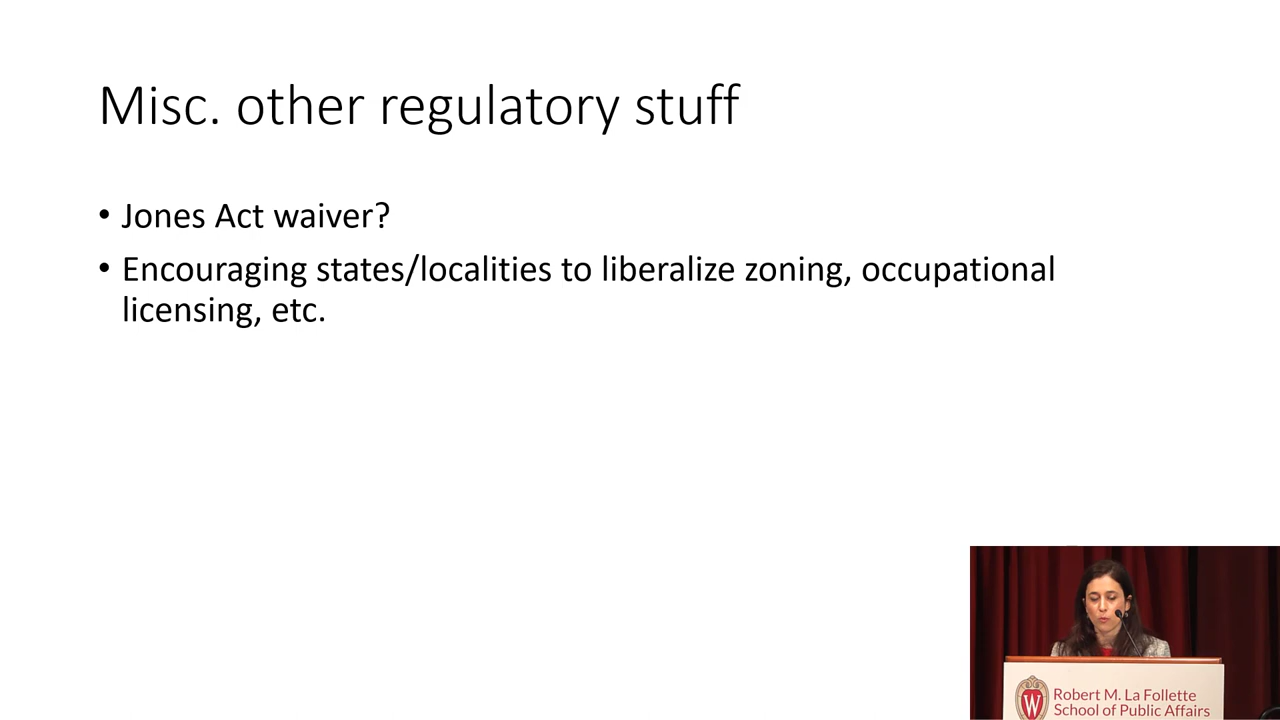 Misc. other regulatory stuff
• Jones Act waiver?
• Encouraging states/localities to liberalize zoning, occupational
licensing, etc.
W
Robert M. La Follette
School of Public Affairs